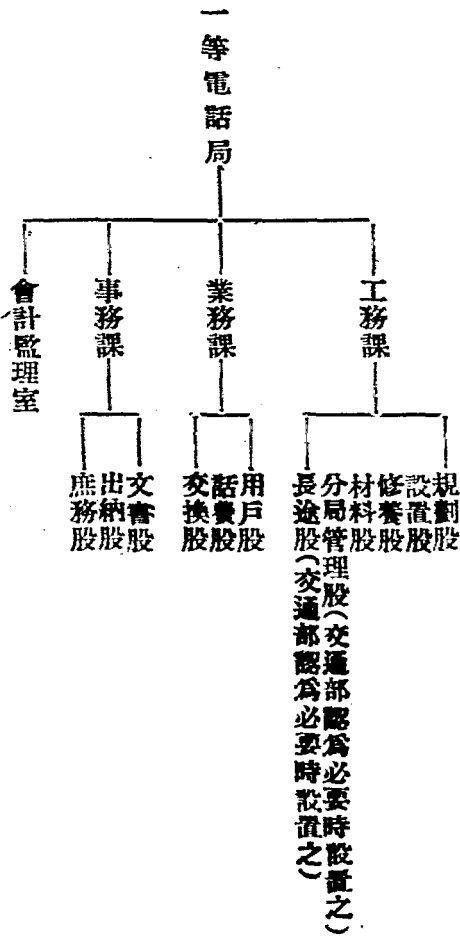 一等電話局
工務課
規劃股
設置股
修養股
材料股
分局管理股(交通部認爲必要時設置之)
長途股(交通部認爲必要時設置之)
業務課
用戶股
話費股
交換股
事務課
文書股
出納股
庶務股
會計監理室